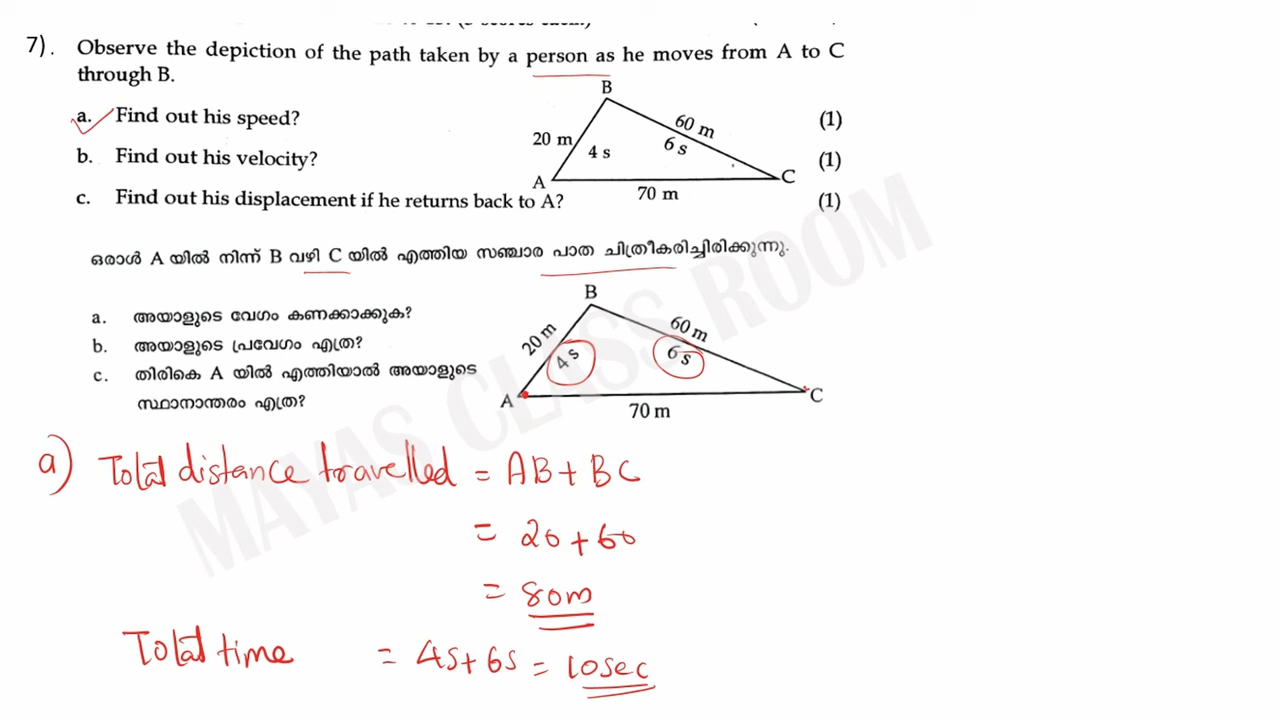 7). Observe the depiction of the path taken by a person as he moves from A to C
through B.
B
a. Find out his speed? (1)
60 m
20 m
6 s
4 s
b. Find out his velocity? (1)
A
C
70 m
c. Find out his displacement if he returns back to A? (1)
ഒരാൾ A യിൽ നിന്ന് B വഴി C യിൽ എത്തിയ സഞ്ചാര പാത ചിത്രീകരിച്ചിരിക്കുന്നു.
B
a. അയാളുടെ വേഗം കണക്കാക്കുക?
20 m
60 m
b. അയാളുടെ പ്രവേഗം എത്ര?
4 s
6 s
c. തിരികെ A യിൽ എത്തിയാൽ അയാളുടെ
സ്ഥാനാന്തരം എത്ര?
A
C
70 m
MAYAS CLASS ROOM
a) Total distance travelled = AB + BC
= 20 + 60
= 80m
Total time = 4s + 6s = 10sec